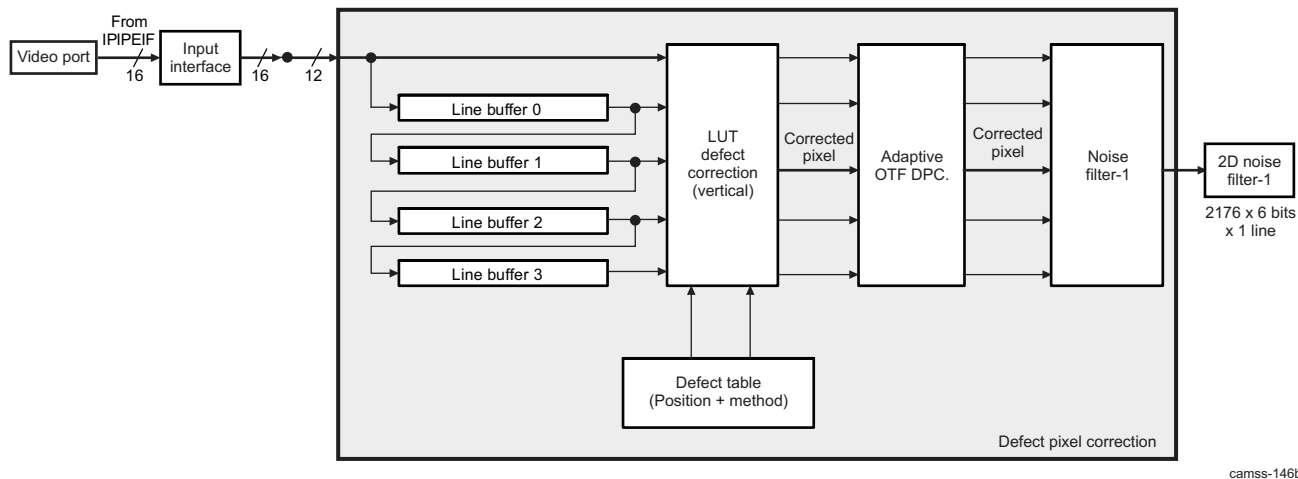 From
IPIPEIF
Video port
16
Input
interface
16
12
Line buffer 0
Line buffer 1
Line buffer 2
Line buffer 3
LUT
defect
correction
(vertical)
Corrected
pixel
Adaptive
OTF DPC.
Corrected
pixel
Noise
filter-1
2D noise
filter-1
2176 x 6 bits
x 1 line
Defect table
(Position + method)
Defect pixel correction
camss-146b